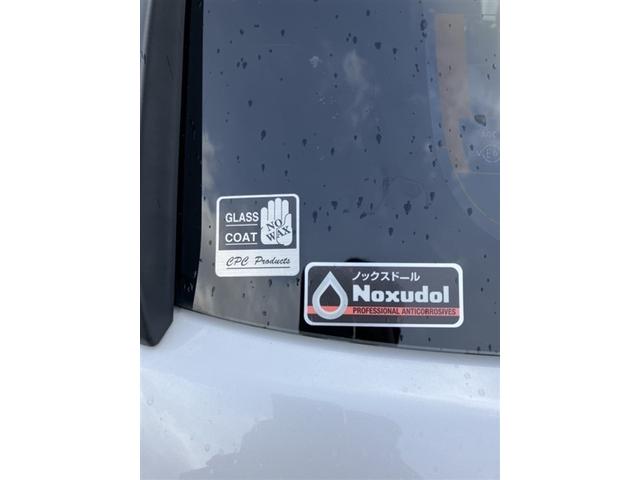 GLASS
COAT
NO
WAX
CPC Products
ノックスドール
Noxudol
PROFESSIONAL ANTICORROSIVES